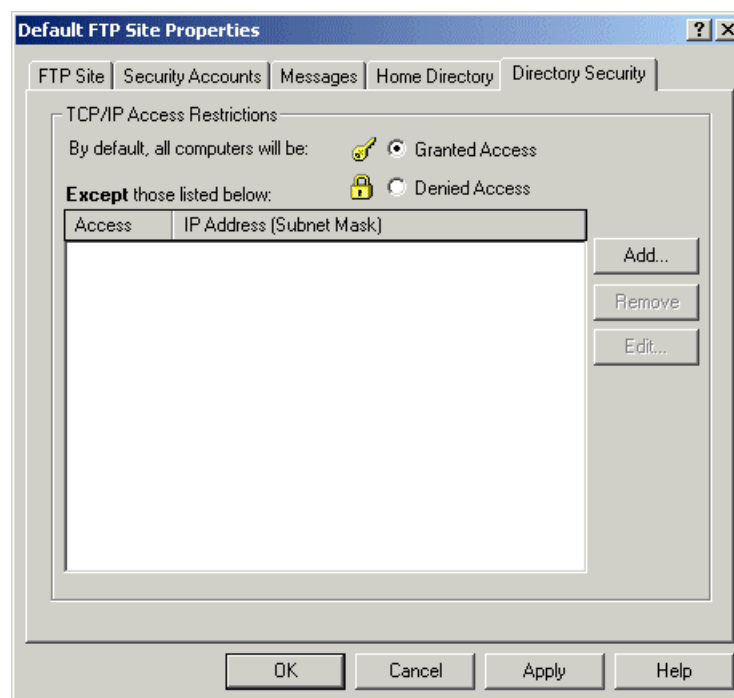 Default FTP Site Properties
FTP Site Security Accounts Messages Home Directory Directory Security
TCP/IP Access Restrictions
By default, all computers will be: Granted Access
Denied Access
Except those listed below:
Access IP Address (Subnet Mask)
Add...
Remove
Edit...
OK Cancel Apply Help